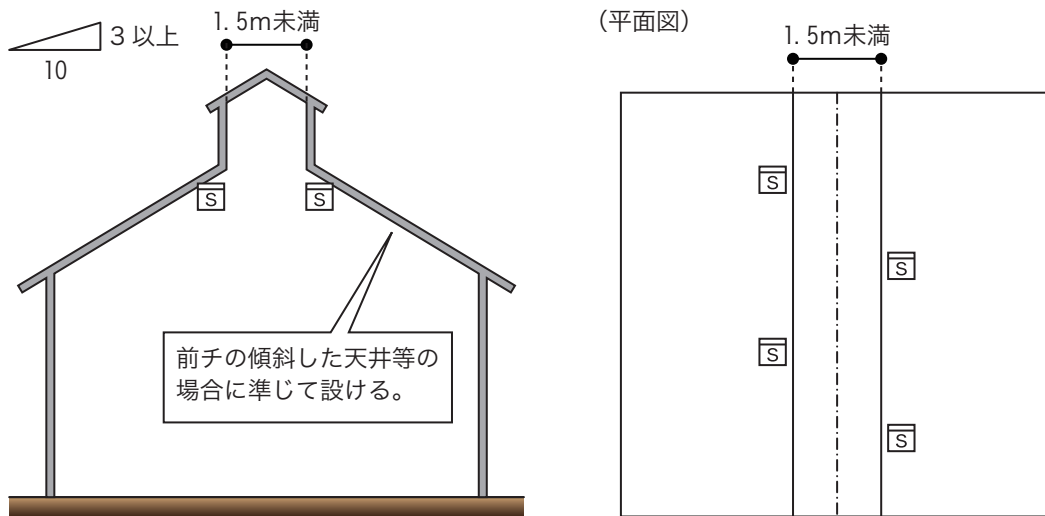 1. 5m未満
3 以上
10
S
S
前チの傾斜した天井等の
場合に準じて設ける。
（平面図）
1. 5m未満
S
S
S
S